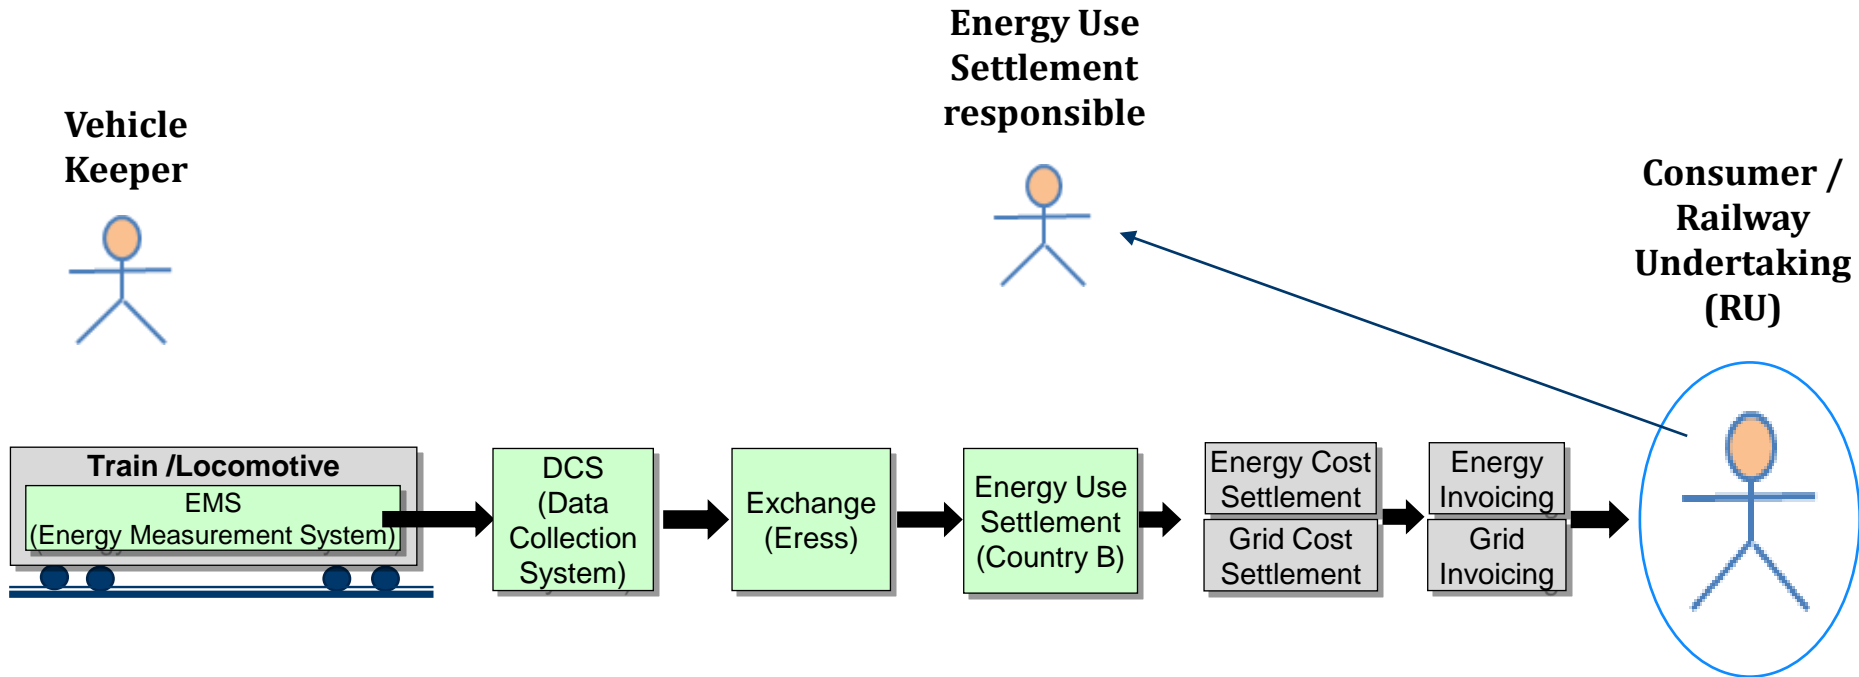 Energy Use
Settlement
responsible
Vehicle
Keeper
Consumer /
Railway
Undertaking
(RU)
Train /Locomotive
EMS
(Energy Measurement System)
DCS
(Data
Collection
System)
Exchange
(Eress)
Energy Use
Settlement
(Country B)
Energy Cost
Settlement
Grid Cost
Settlement
Energy
Invoicing
Grid
Invoicing